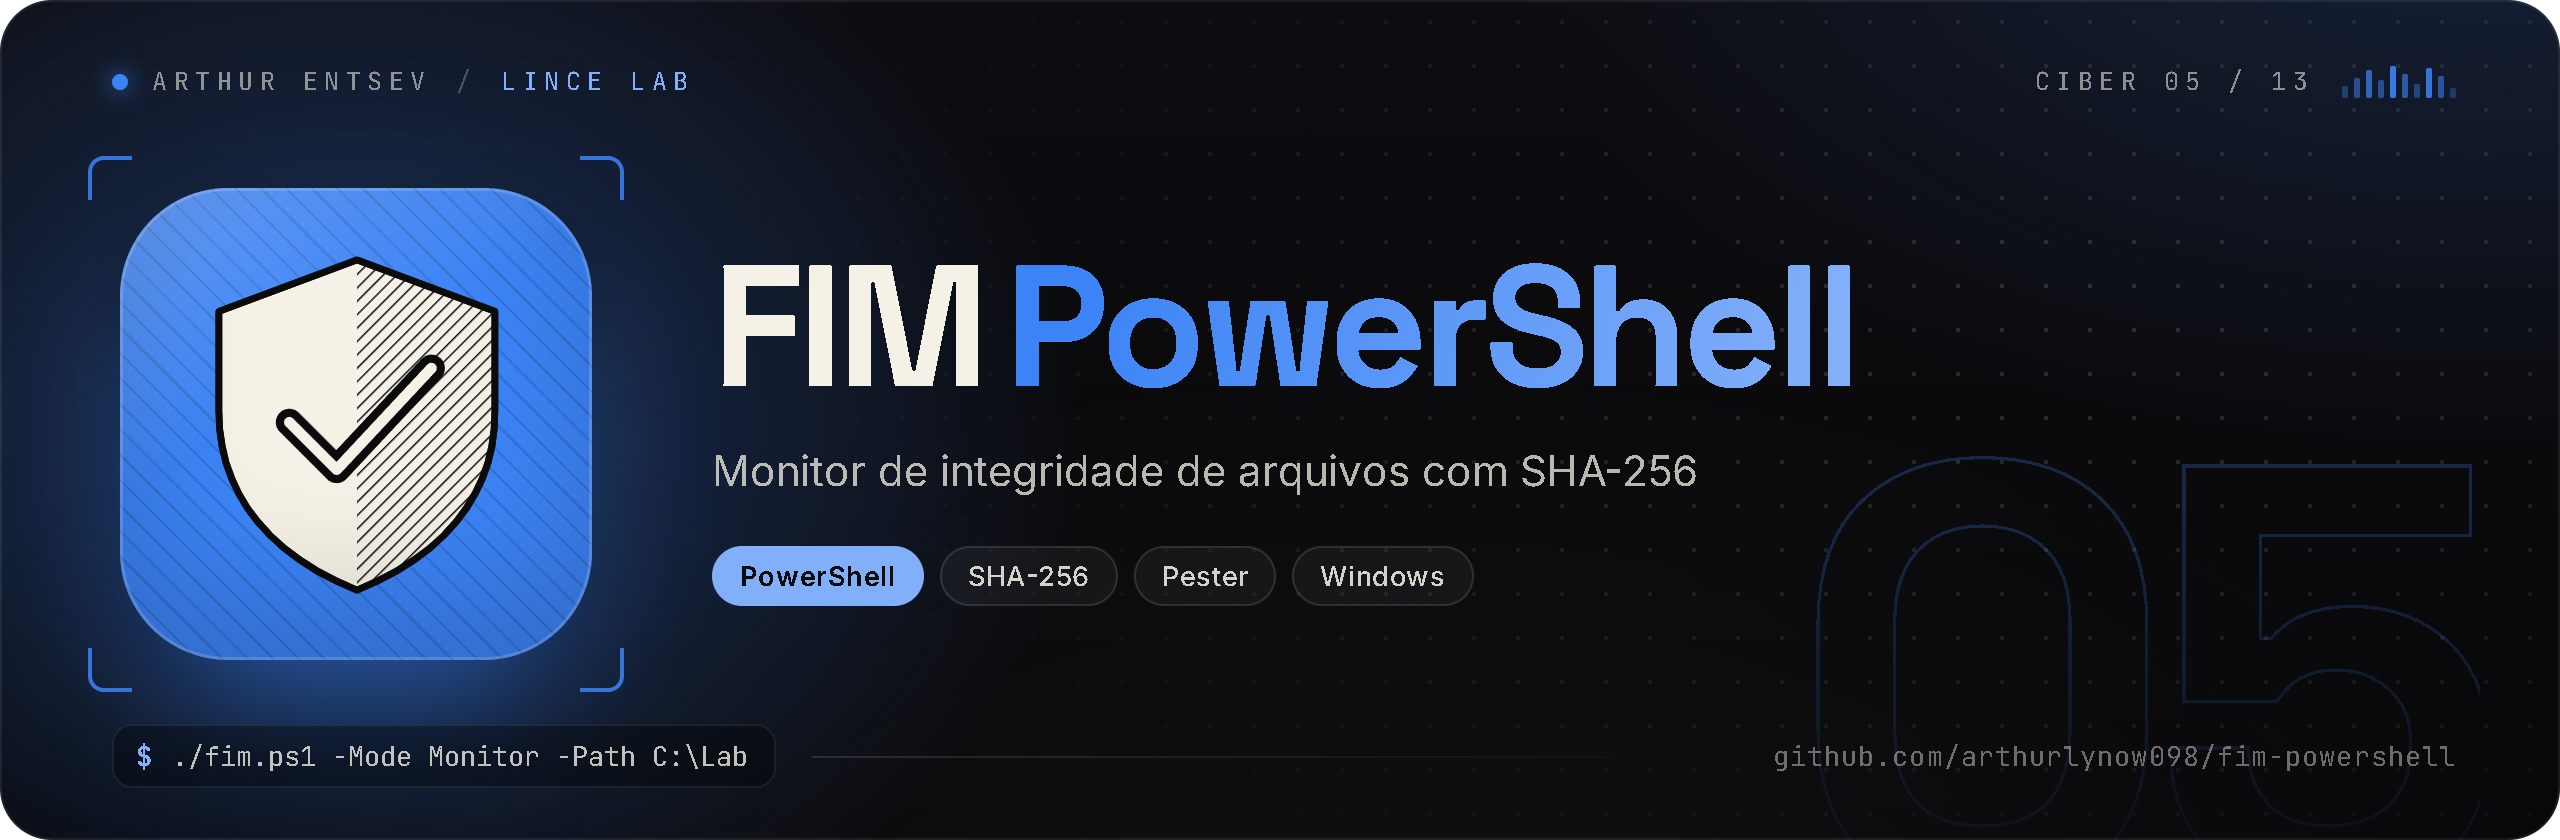 ARTHUR ENTSEV / LINCE LAB
CIBER 05 / 13
FIM PowerShell
Monitor de integridade de arquivos com SHA-256
PowerShell SHA-256 Pester Windows
05
$ ./fim.ps1 -Mode Monitor -Path C:\Lab
github.com/arthurlynow098/fim-powershell